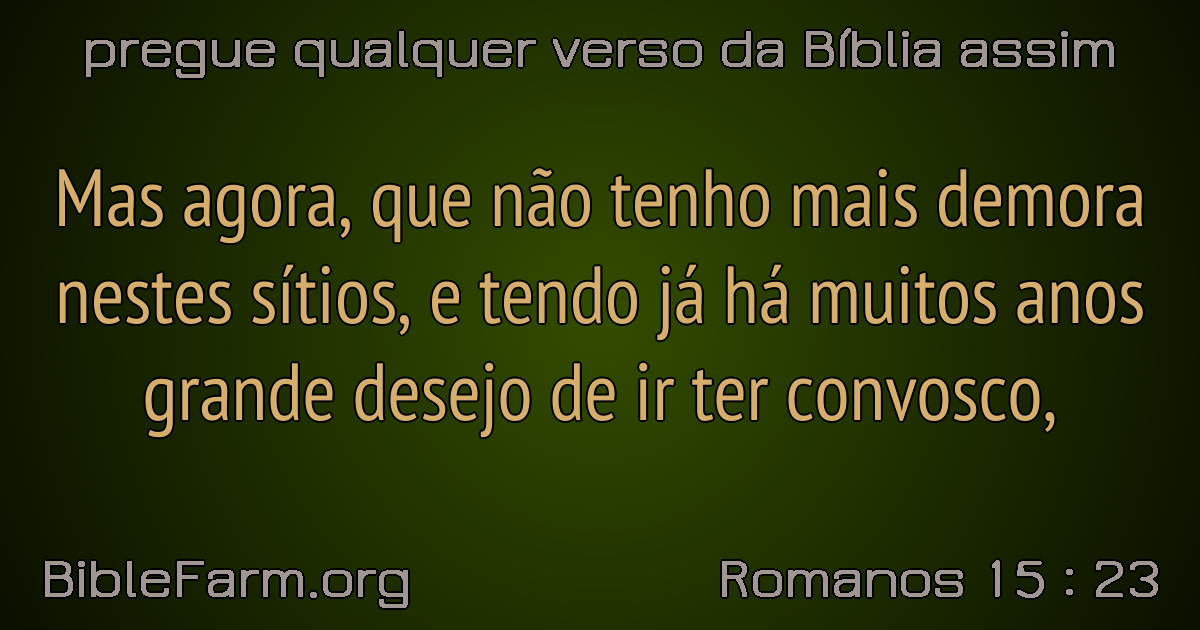 pregue qualquer verso da Bíblia assim
Mas agora, que não tenho mais demora
nestes sítios, e tendo já há muitos anos
grande desejo de ir ter convosco,
BibleFarm.org
Romanos 15 : 23